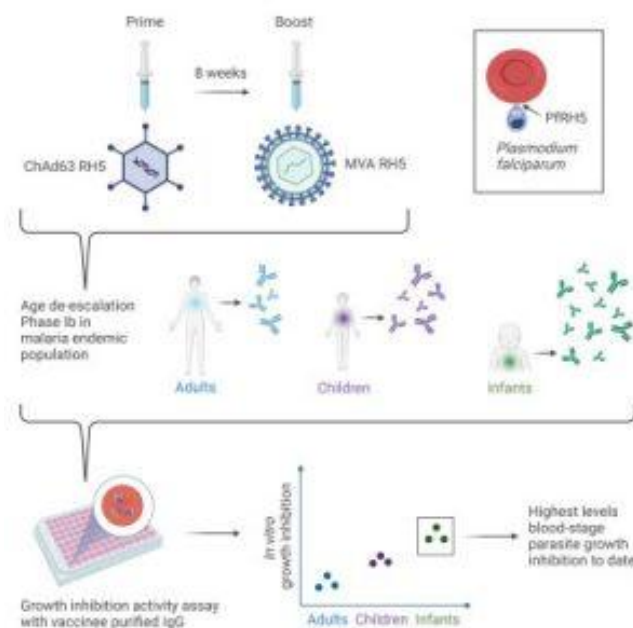 Prime
Boost
8 weeks
ChAd63 RH5
MVA RH5
PfRH5
Plasmodium
falciparum
Age de-escalation
Phase Ib in
malaria endemic
population
Adults
Children
Infants
In vitro
growth inhibition
Highest levels
blood-stage
parasite growth
inhibition to date
Growth inhibition activity assay
with vaccinee purified IgG
Adults Children Infants